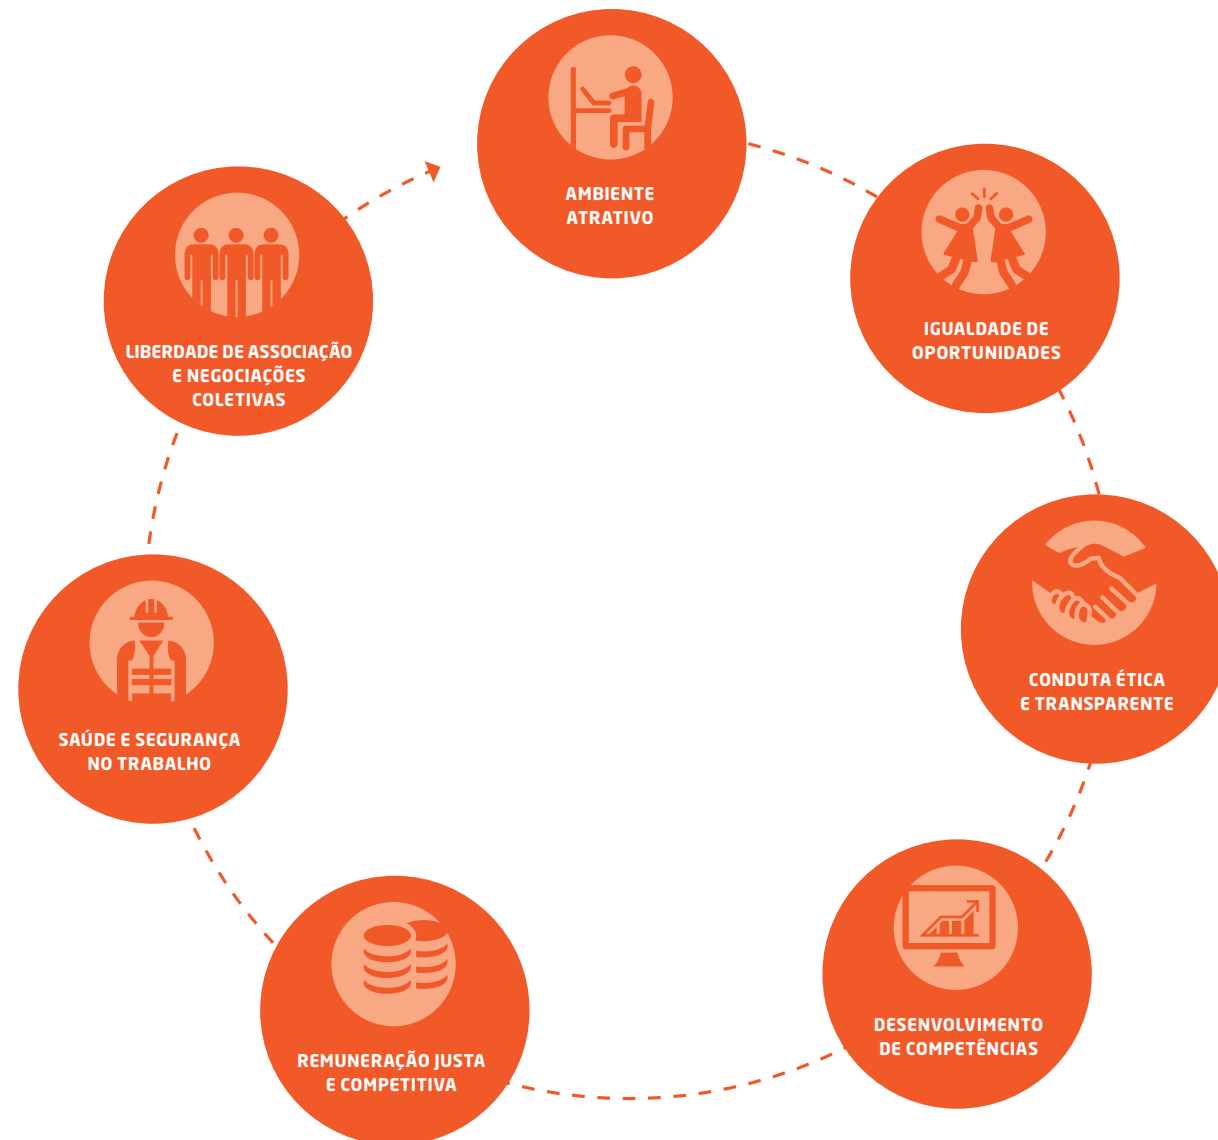 AMBIENTE
ATRATIVO
IGUALDADE DE
OPORTUNIDADES
CONDUTA ÉTICA
E TRANSPARENTE
DESENVOLVIMENTO
DE COMPETÊNCIAS
REMUNERAÇÃO JUSTA
E COMPETITIVA
SAÚDE E SEGURANÇA
NO TRABALHO
LIBERDADE DE ASSOCIAÇÃO
E NEGOCIAÇÕES
COLETIVAS